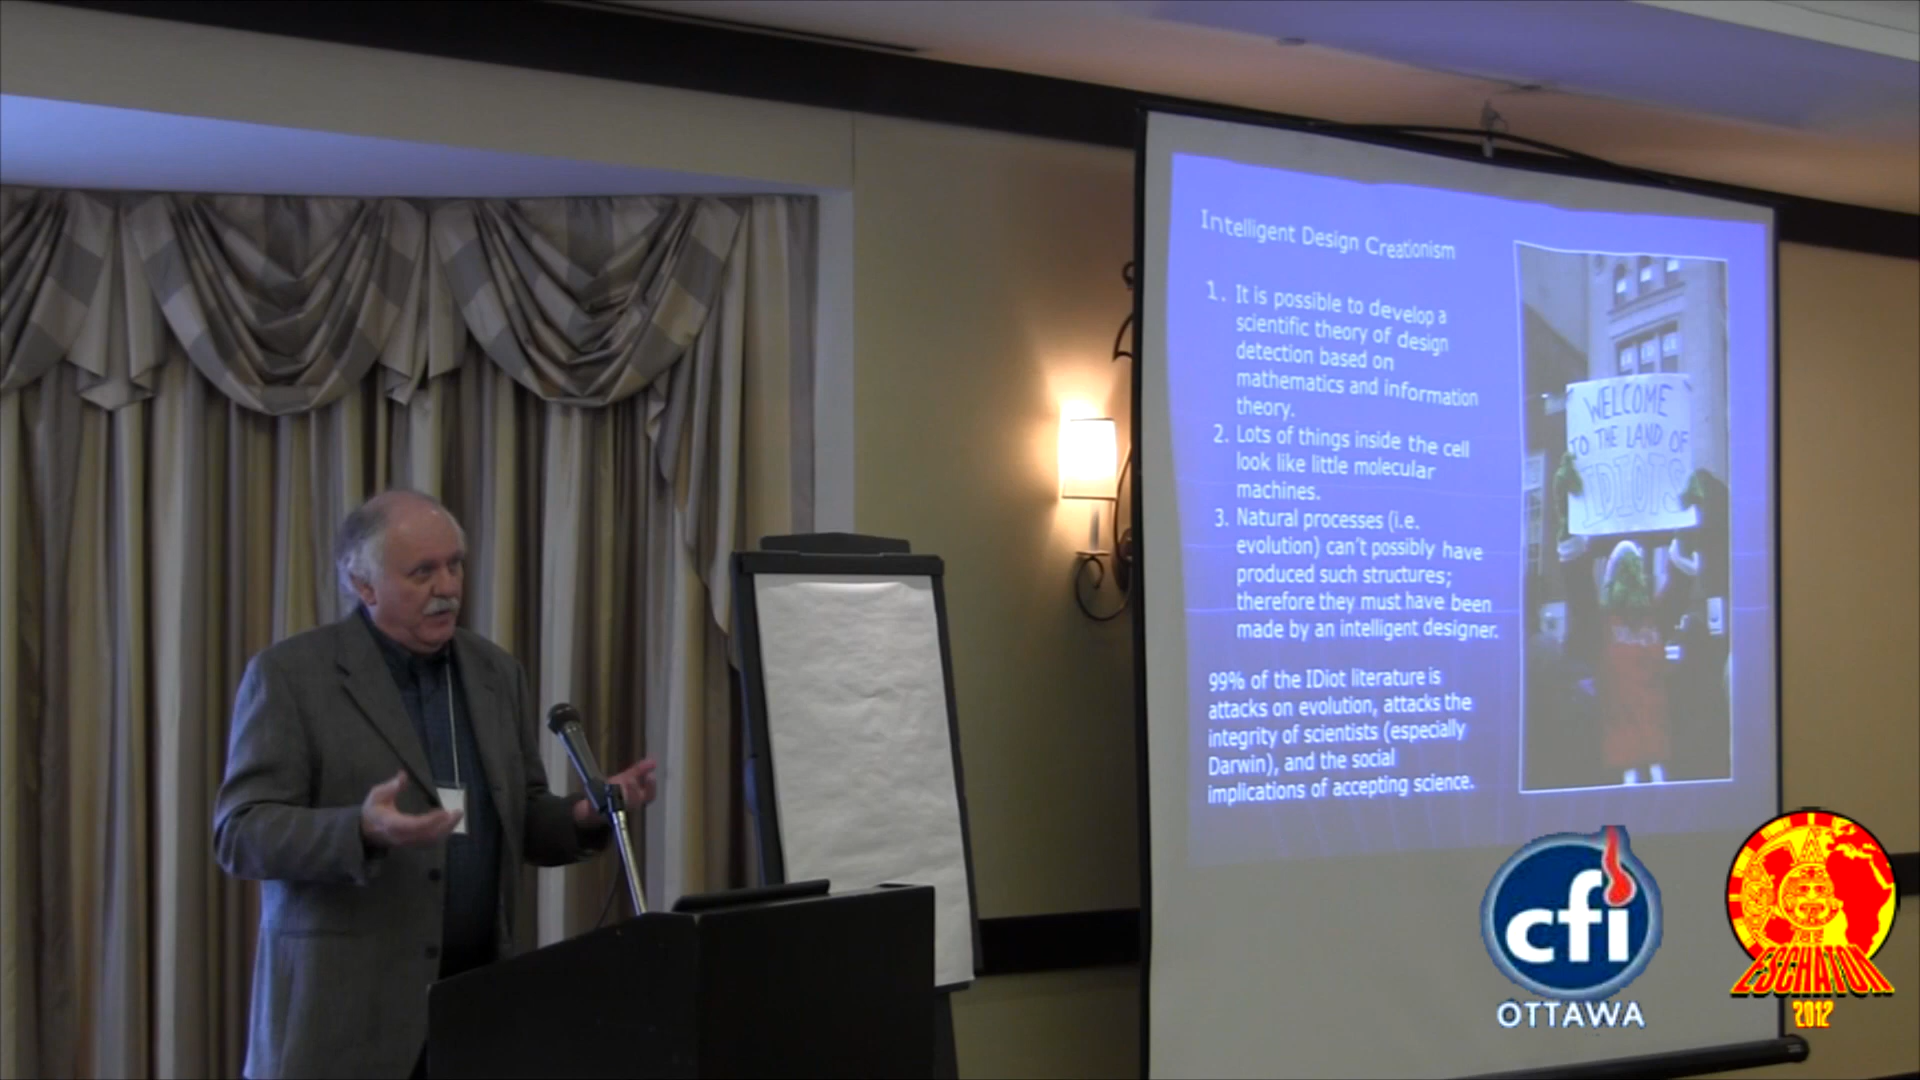 Intelligent Design Creationism
1. It is possible to develop a
scientific theory of design
detection based on
mathematics and information
theory.
2. Lots of things inside the cell
look like little molecular
machines.
3. Natural processes (i.e.
evolution) can't possibly have
produced such structures;
therefore they must have been
made by an intelligent designer.
99% of the IDiot literature is
attacks on evolution, attacks the
integrity of scientists (especially
Darwin), and the social
implications of accepting science.
WELCOME
TO THE LAND OF
IDIOTS
cfi
OTTAWA
ESCHATON
2012